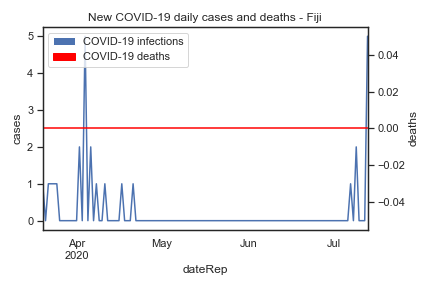 New COVID-19 daily cases and deaths - Fiji
COVID-19 infections
COVID-19 deaths
5
4
3
2
1
0
cases
0.04
0.02
0.00
−0.02
−0.04
deaths
Apr
2020
May
Jun
Jul
dateRep